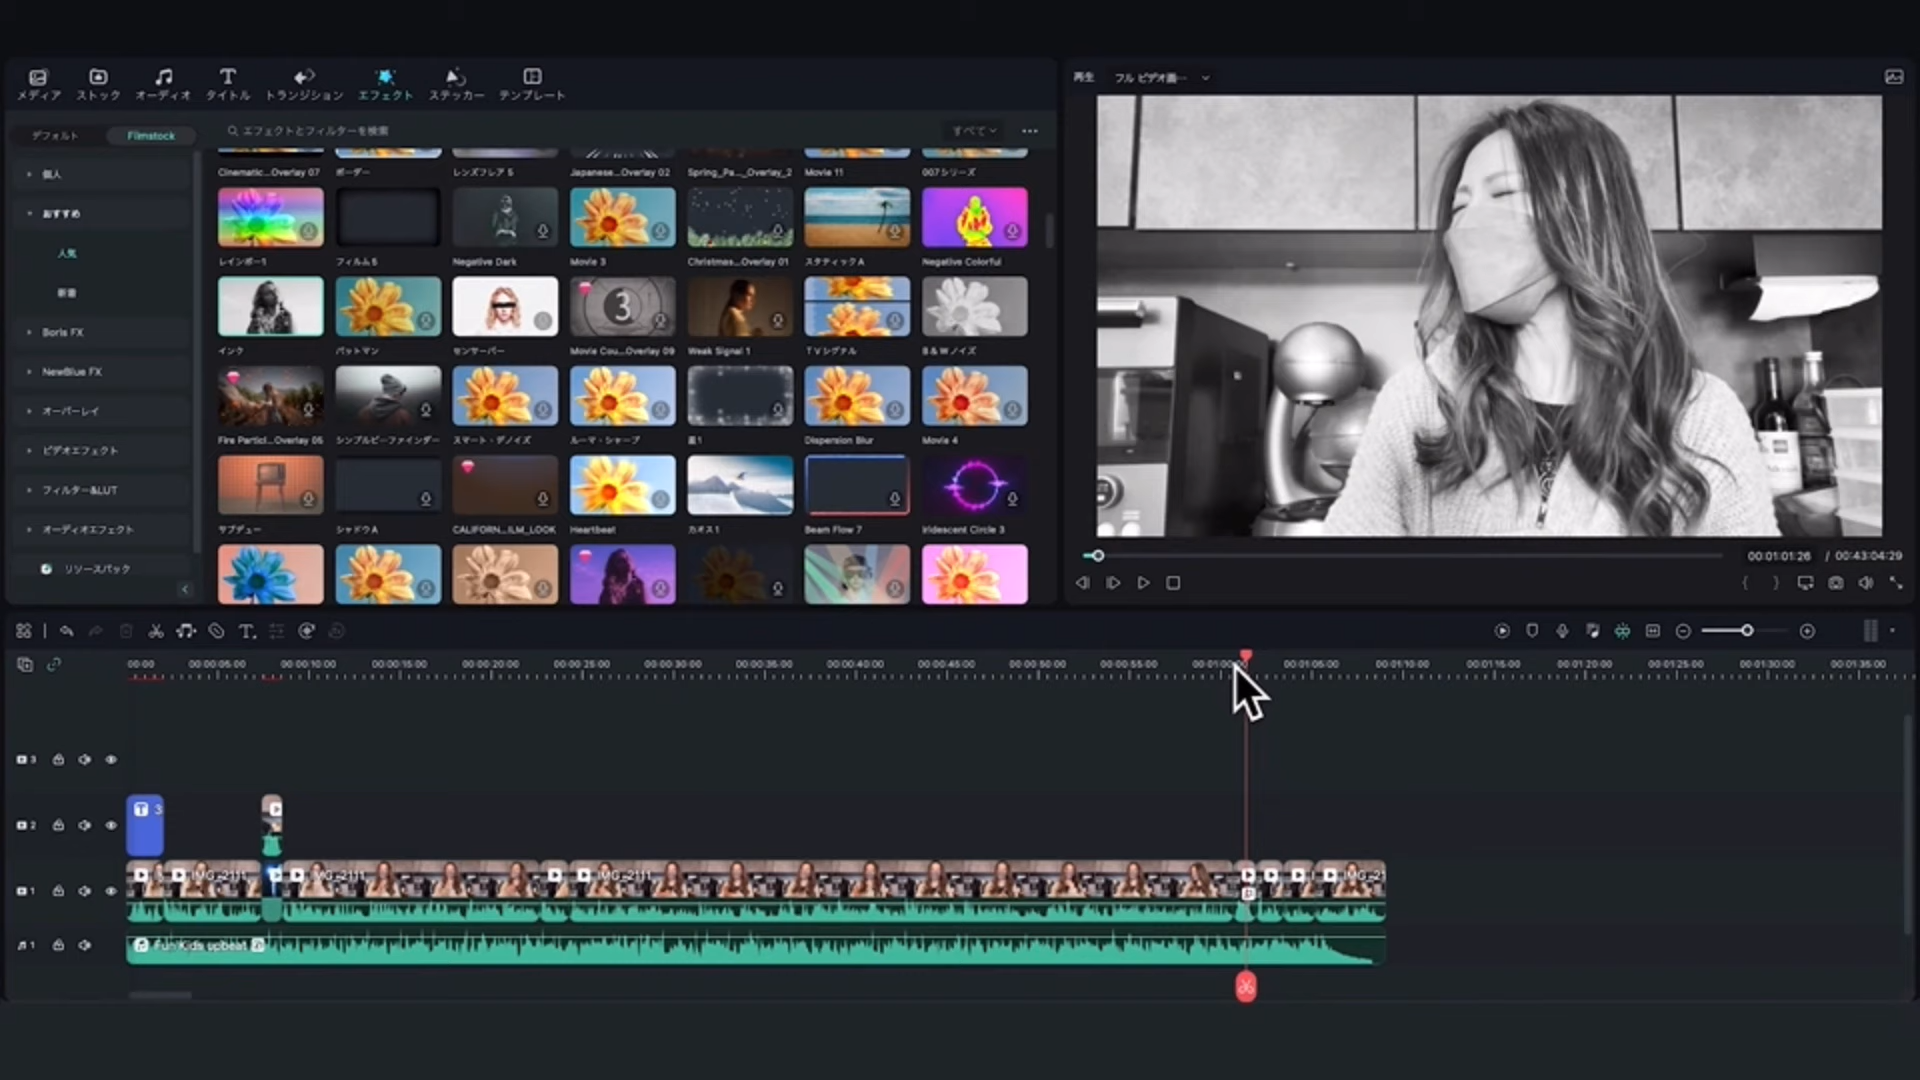 メディア ストック オーディオ タイトル トランジション エフェクト ステッカー テンプレート
デフォルト Filmstock エフェクトとフィルターを検索 すべて
個人
おすすめ
人気
新着
Boris FX
NewBlue FX
オーバーレイ
ビデオエフェクト
フィルター&LUT
オーディオエフェクト
リソースパック
Cinematic...Overlay 07 ボーダー レンズフレア 5 Japanese...Overlay 02 Spring_Pa..._Overlay_2 Movie 11 007シリーズ
レインボー1 フィルム5 Negative Dark Movie 3 Christmas...Overlay 01 スタティックA Negative Colorful
3
インク バットマン センサーバー Movie Cou...Overlay 09 Weak Signal 1 TVシグナル B&Wノイズ
Fire Particl...Overlay 06 シンプルビーファインダー スマート・デノイズ ルーマ・シャープ 星1 Dispersion Blur Movie 4
サブデュー シャドウA CALIFORN...ILM_LOOK Heartbeat カオス1 Beam Flow 7 Iridescent Circle 3
再生 フル ビデオ画...
00:01:01:26 / 00:43:04:29
00:00 00:00:05:00 00:00:10:00 00:00:15:00 00:00:20:00 00:00:25:00 00:00:30:00 00:00:35:00 00:00:40:00 00:00:45:00 00:00:50:00 00:00:55:00 00:01:05:00 00:01:10:00 00:01:15:00 00:01:20:00 00:01:25:00 00:01:30:00 00:01:35:00
3
2 T 3
1 IMG_2111 IMG_2111 IMG_2111 IMG_21
1 Fun Kids upbeat